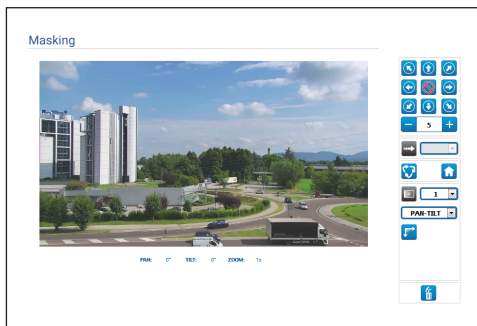 Masking
5
1
PAN-TILT
PAN: 0° TILT: 0° ZOOM: 1x